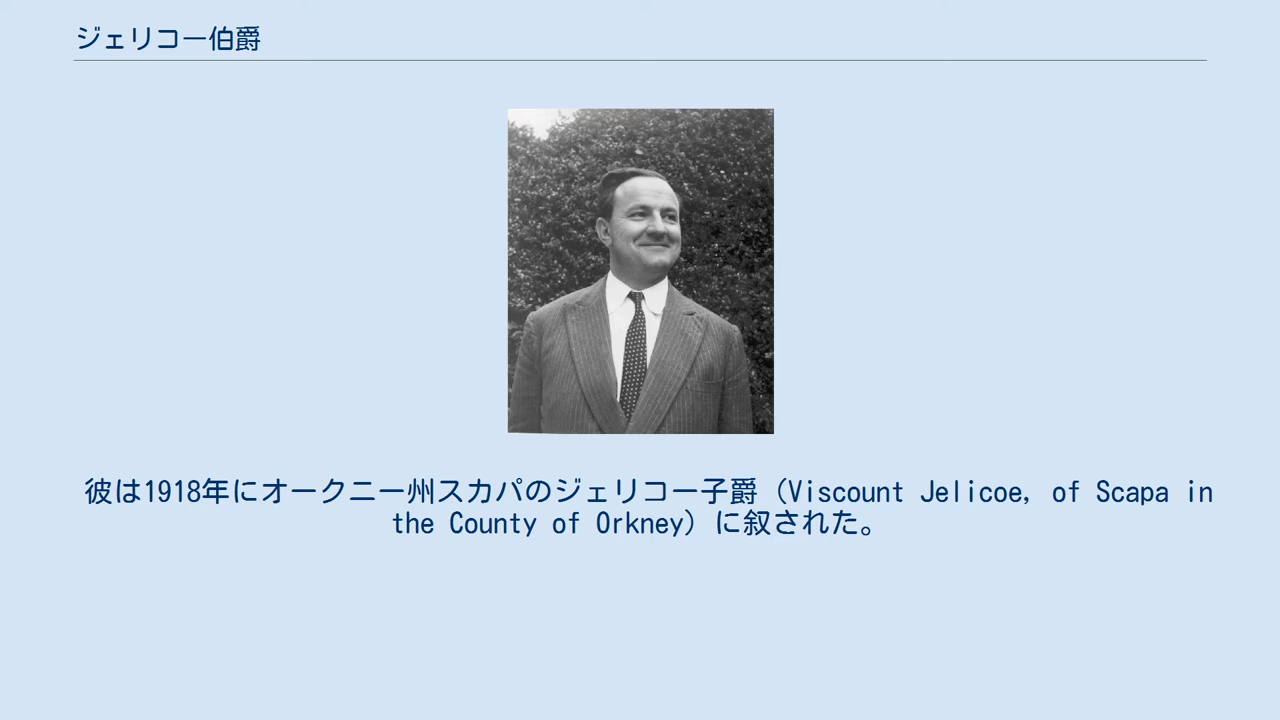 ジェリコー伯爵
彼は1918年にオークニー州スカパのジェリコー子爵（Viscount Jelicoe, of Scapa in
the County of Orkney）に叙された。